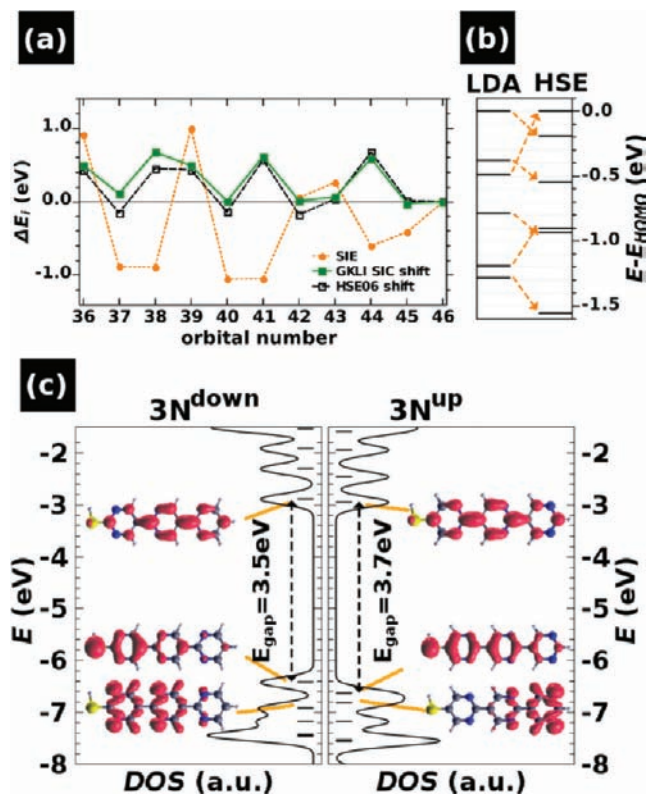 (a)
(b)
LDA HSE
1.0
0.0
-1.0
ΔE_i (eV)
SIE
GKLI SIC shift
HSE06 shift
36 37 38 39 40 41 42 43 44 45 46
orbital number
0.0
-0.5
-1.0
-1.5
E-E_HOMO (eV)
(c)
3N^down
3N^up
-2
-3
-4
-5
-6
-7
-8
E (eV)
E_gap=3.5eV
E_gap=3.7eV
-2
-3
-4
-5
-6
-7
-8
E (eV)
DOS (a.u.)
DOS (a.u.)